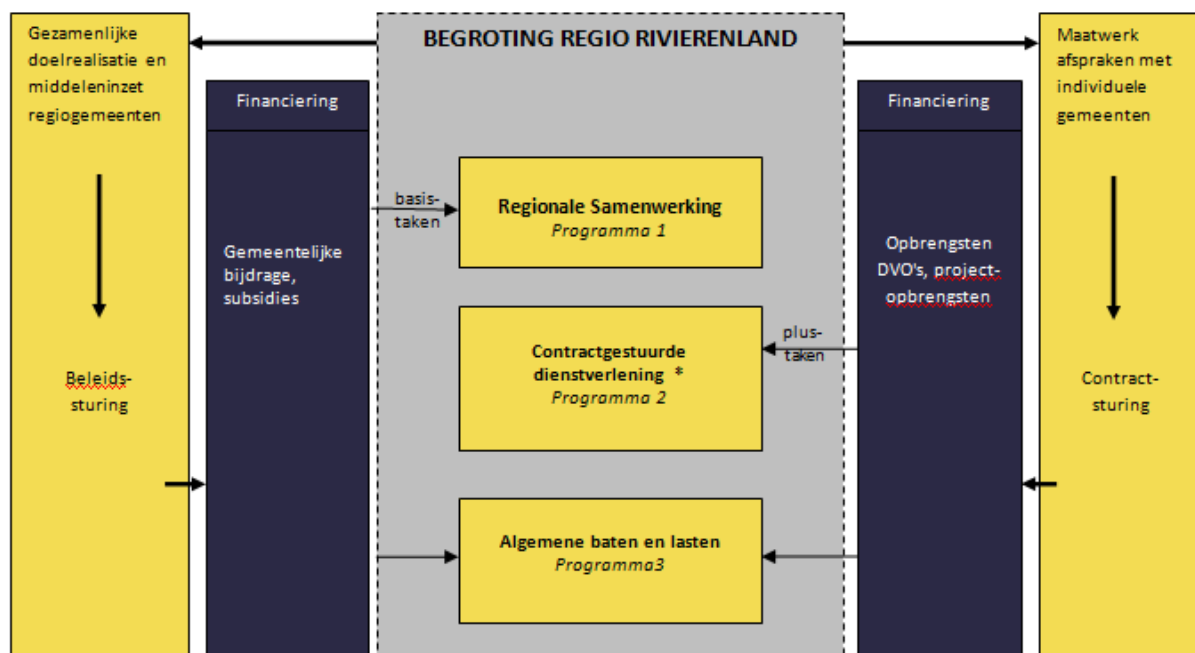 Gezamenlijke
doelrealisatie en
middeleninzet
regiogemeenten
Beleids-
sturing
Financiering
Gemeentelijke
bijdrage,
subsidies
BEGROTING REGIO RIVIERENLAND
basis-
taken
Regionale Samenwerking
Programma 1
Contractgestuurde
dienstverlening *
Programma 2
plus-
taken
Algemene baten en lasten
Programma3
Financiering
Opbrengsten
DVO's, project-
opbrengsten
Maatwerk
afspraken met
individuele
gemeenten
Contract-
sturing